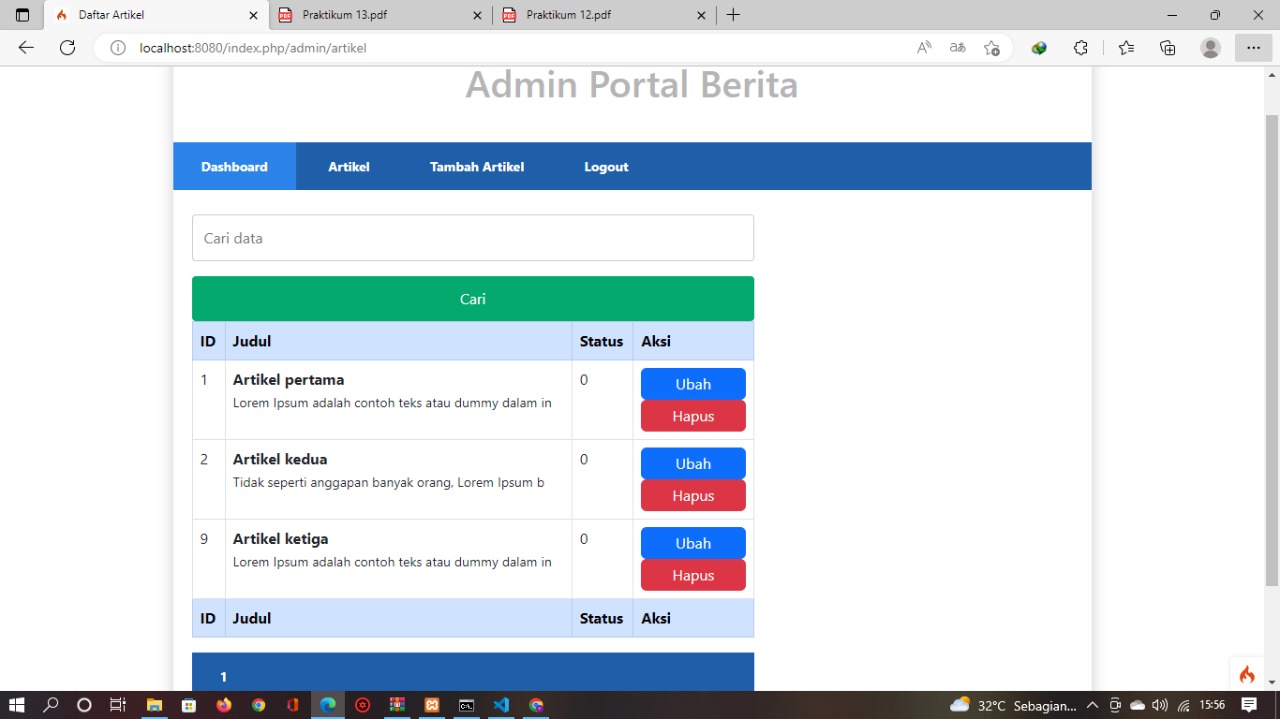 Daftar Artikel
Praktikum 13.pdf
Praktikum 12.pdf
localhost:8080/index.php/admin/artikel
Admin Portal Berita
Dashboard Artikel Tambah Artikel Logout
Cari data
Cari
ID Judul Status Aksi
1 Artikel pertama 0 Ubah
Lorem Ipsum adalah contoh teks atau dummy dalam in
Hapus
2 Artikel kedua 0 Ubah
Tidak seperti anggapan banyak orang, Lorem Ipsum b
Hapus
9 Artikel ketiga 0 Ubah
Lorem Ipsum adalah contoh teks atau dummy dalam in
Hapus
ID Judul Status Aksi
1
32°C Sebagian... 15:56